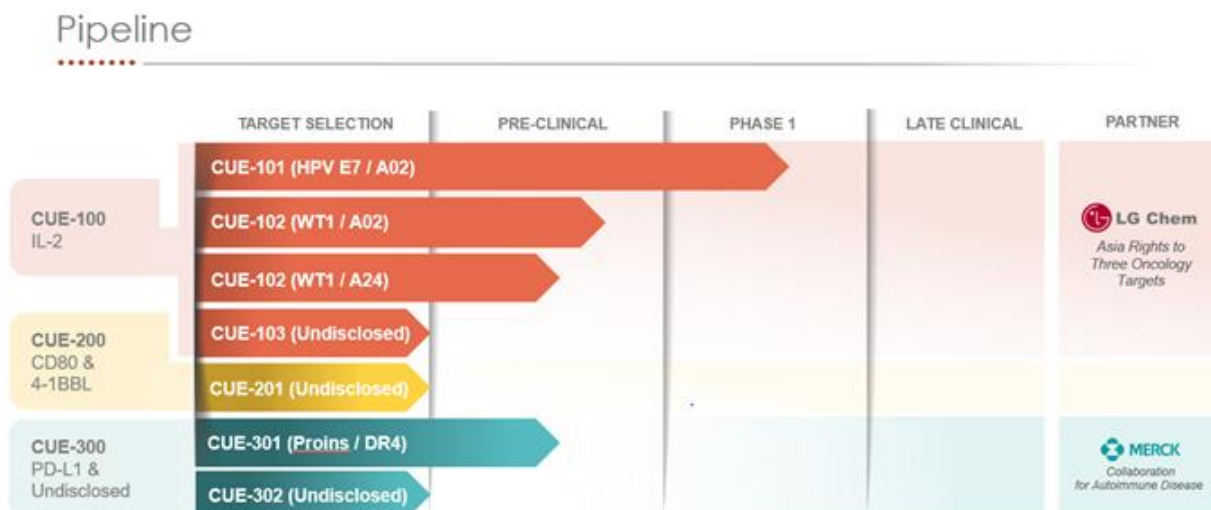 Pipeline
TARGET SELECTION
PRE-CLINICAL
PHASE 1
LATE CLINICAL
PARTNER
CUE-100
IL-2
CUE-101 (HPV E7 / A02)
CUE-102 (WT1 / A02)
CUE-102 (WT1 / A24)
CUE-103 (Undisclosed)
LG Chem
Asia Rights to
Three Oncology
Targets
CUE-200
CD80 &
4-1BBL
CUE-201 (Undisclosed)
CUE-300
PD-L1 &
Undisclosed
CUE-301 (Proins / DR4)
CUE-302 (Undisclosed)
MERCK
Collaboration
for Autoimmune Disease